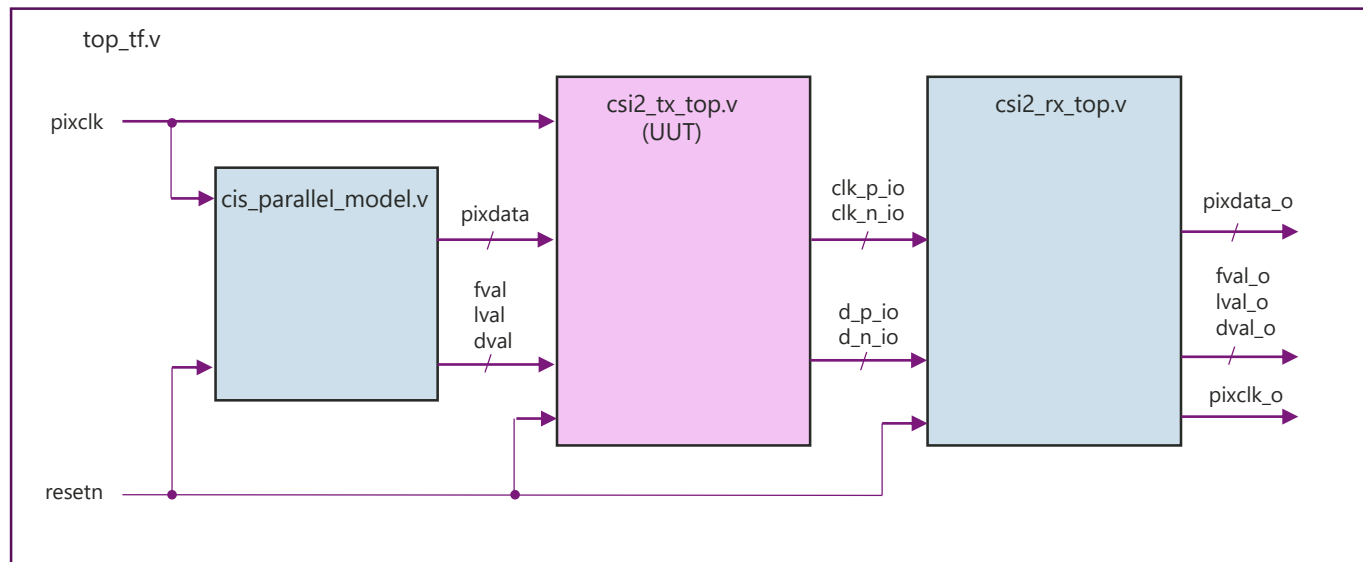 top_tf.v
pixclk
csi2_tx_top.v
(UUT)
csi2_rx_top.v
cis_parallel_model.v
pixdata
fval
lval
dval
clk_p_io
clk_n_io
d_p_io
d_n_io
pixdata_o
fval_o
lval_o
dval_o
pixclk_o
resetn